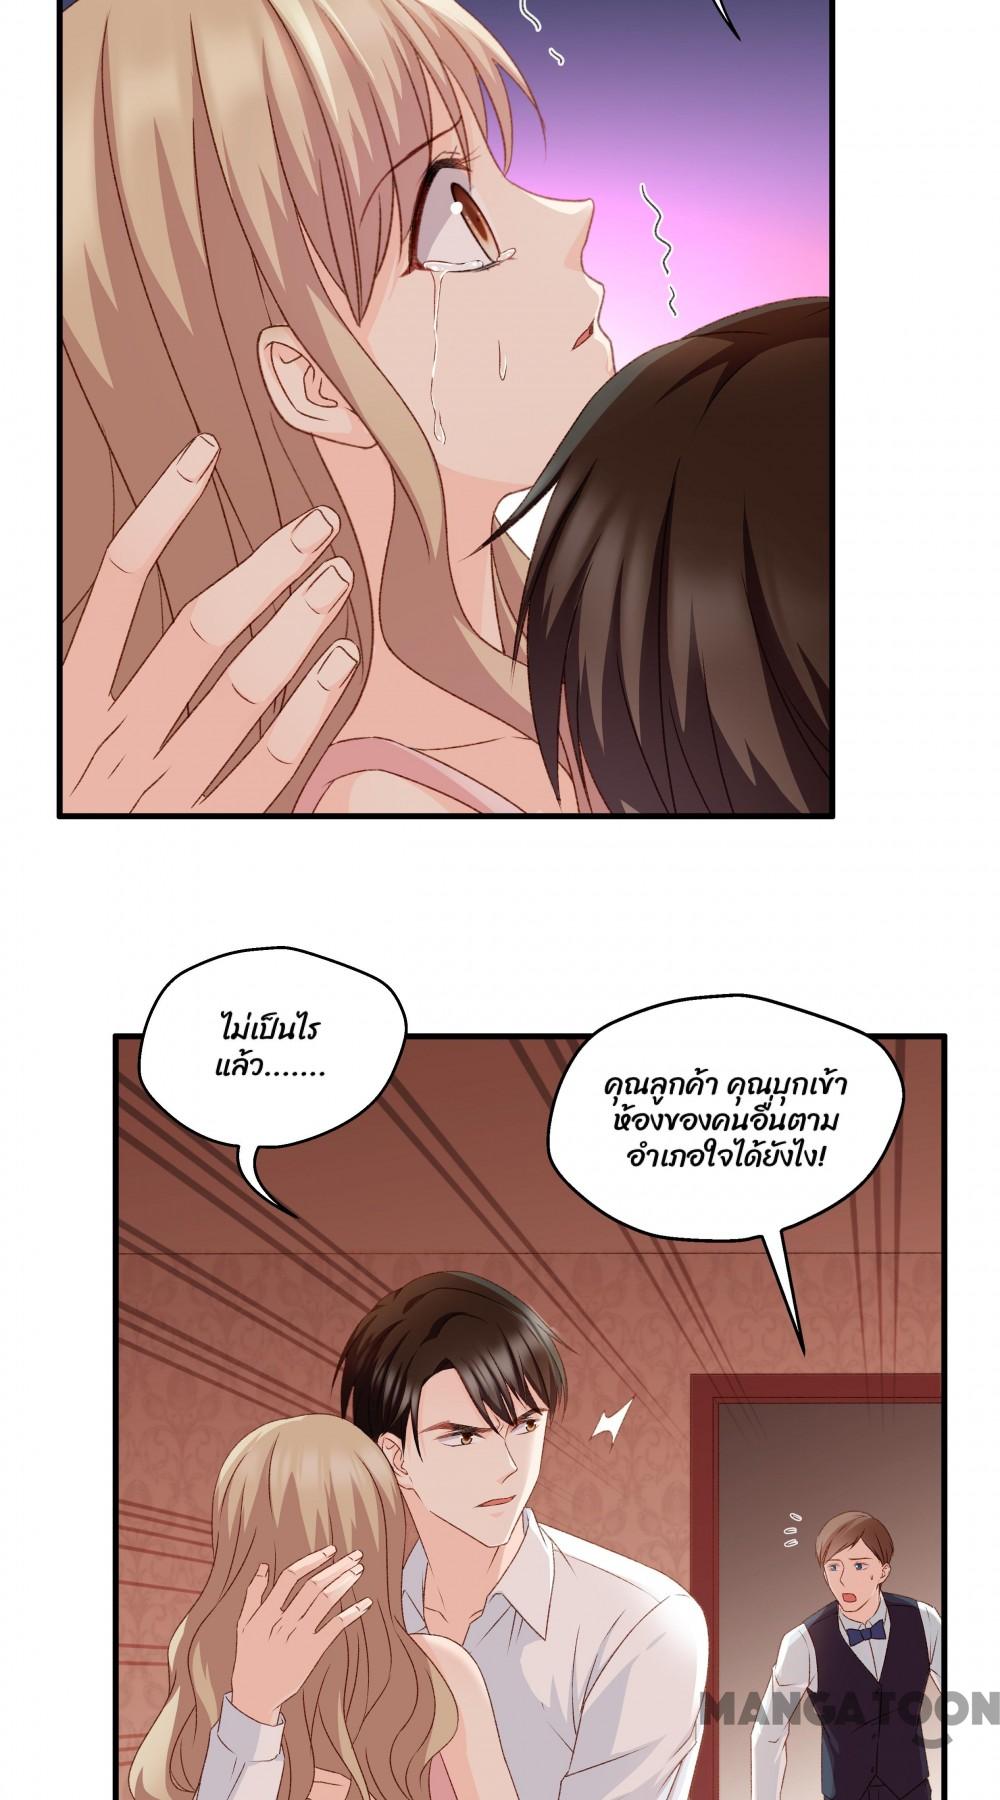 ไม่เป็นไร
แล้ว.......
คุณลูกค้า คุณบุกเข้า
ห้องของคนอื่นตาม
อำเภอใจได้ยังไง!
MANGATOON